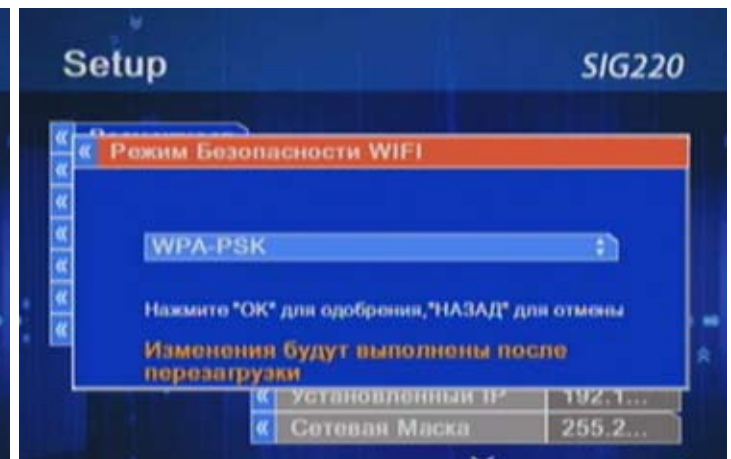 Setup
SIG220
Режим Безопасности WIFI
WPA-PSK
Нажмите "ОК" для одобрения,"НАЗАД" для отмены
Изменения будут выполнены после
перезагрузки
Установленный IP 192.1...
Сетевая Маска 255.2...